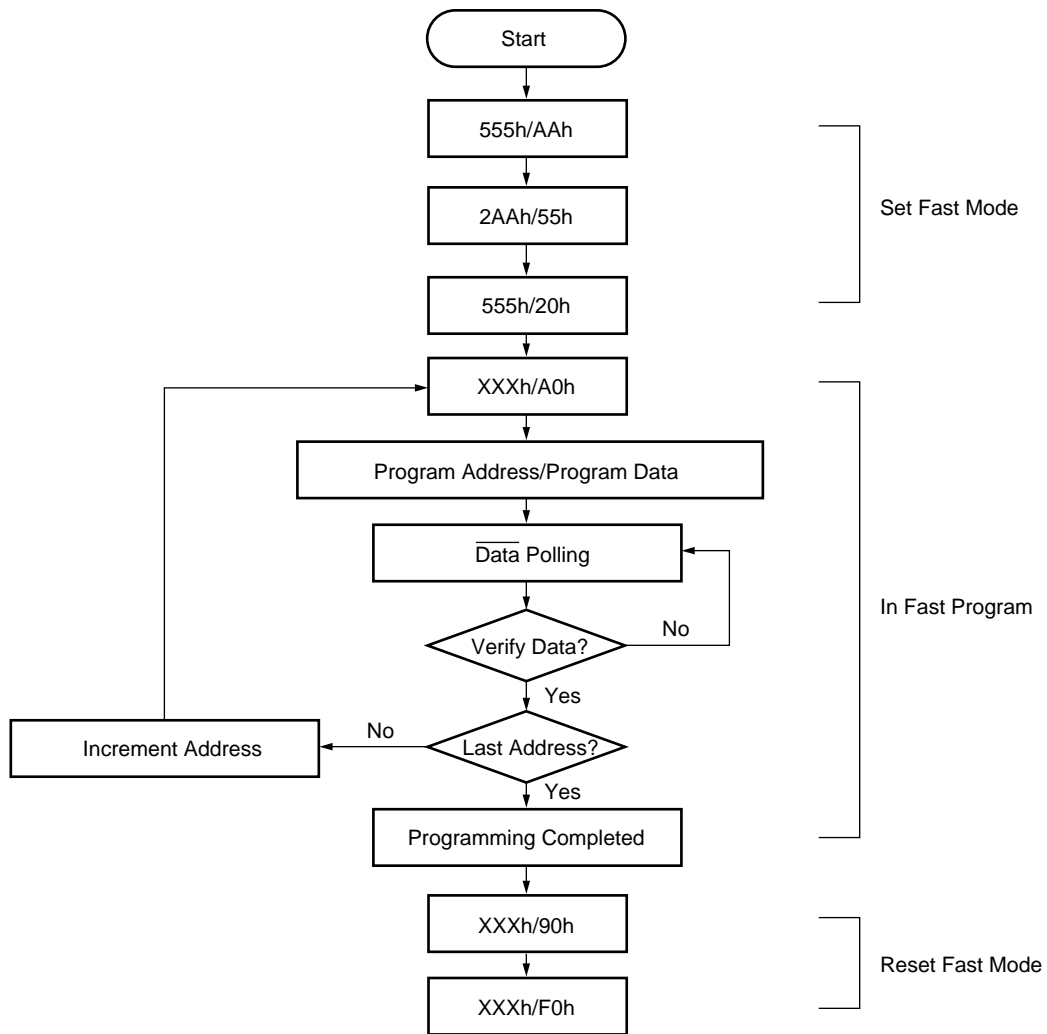 Start
555h/AAh
2AAh/55h
Set Fast Mode
555h/20h
XXXh/A0h
Program Address/Program Data
Data Polling
In Fast Program
Verify Data?
No
Yes
Increment Address
No
Last Address?
Yes
Programming Completed
XXXh/90h
Reset Fast Mode
XXXh/F0h